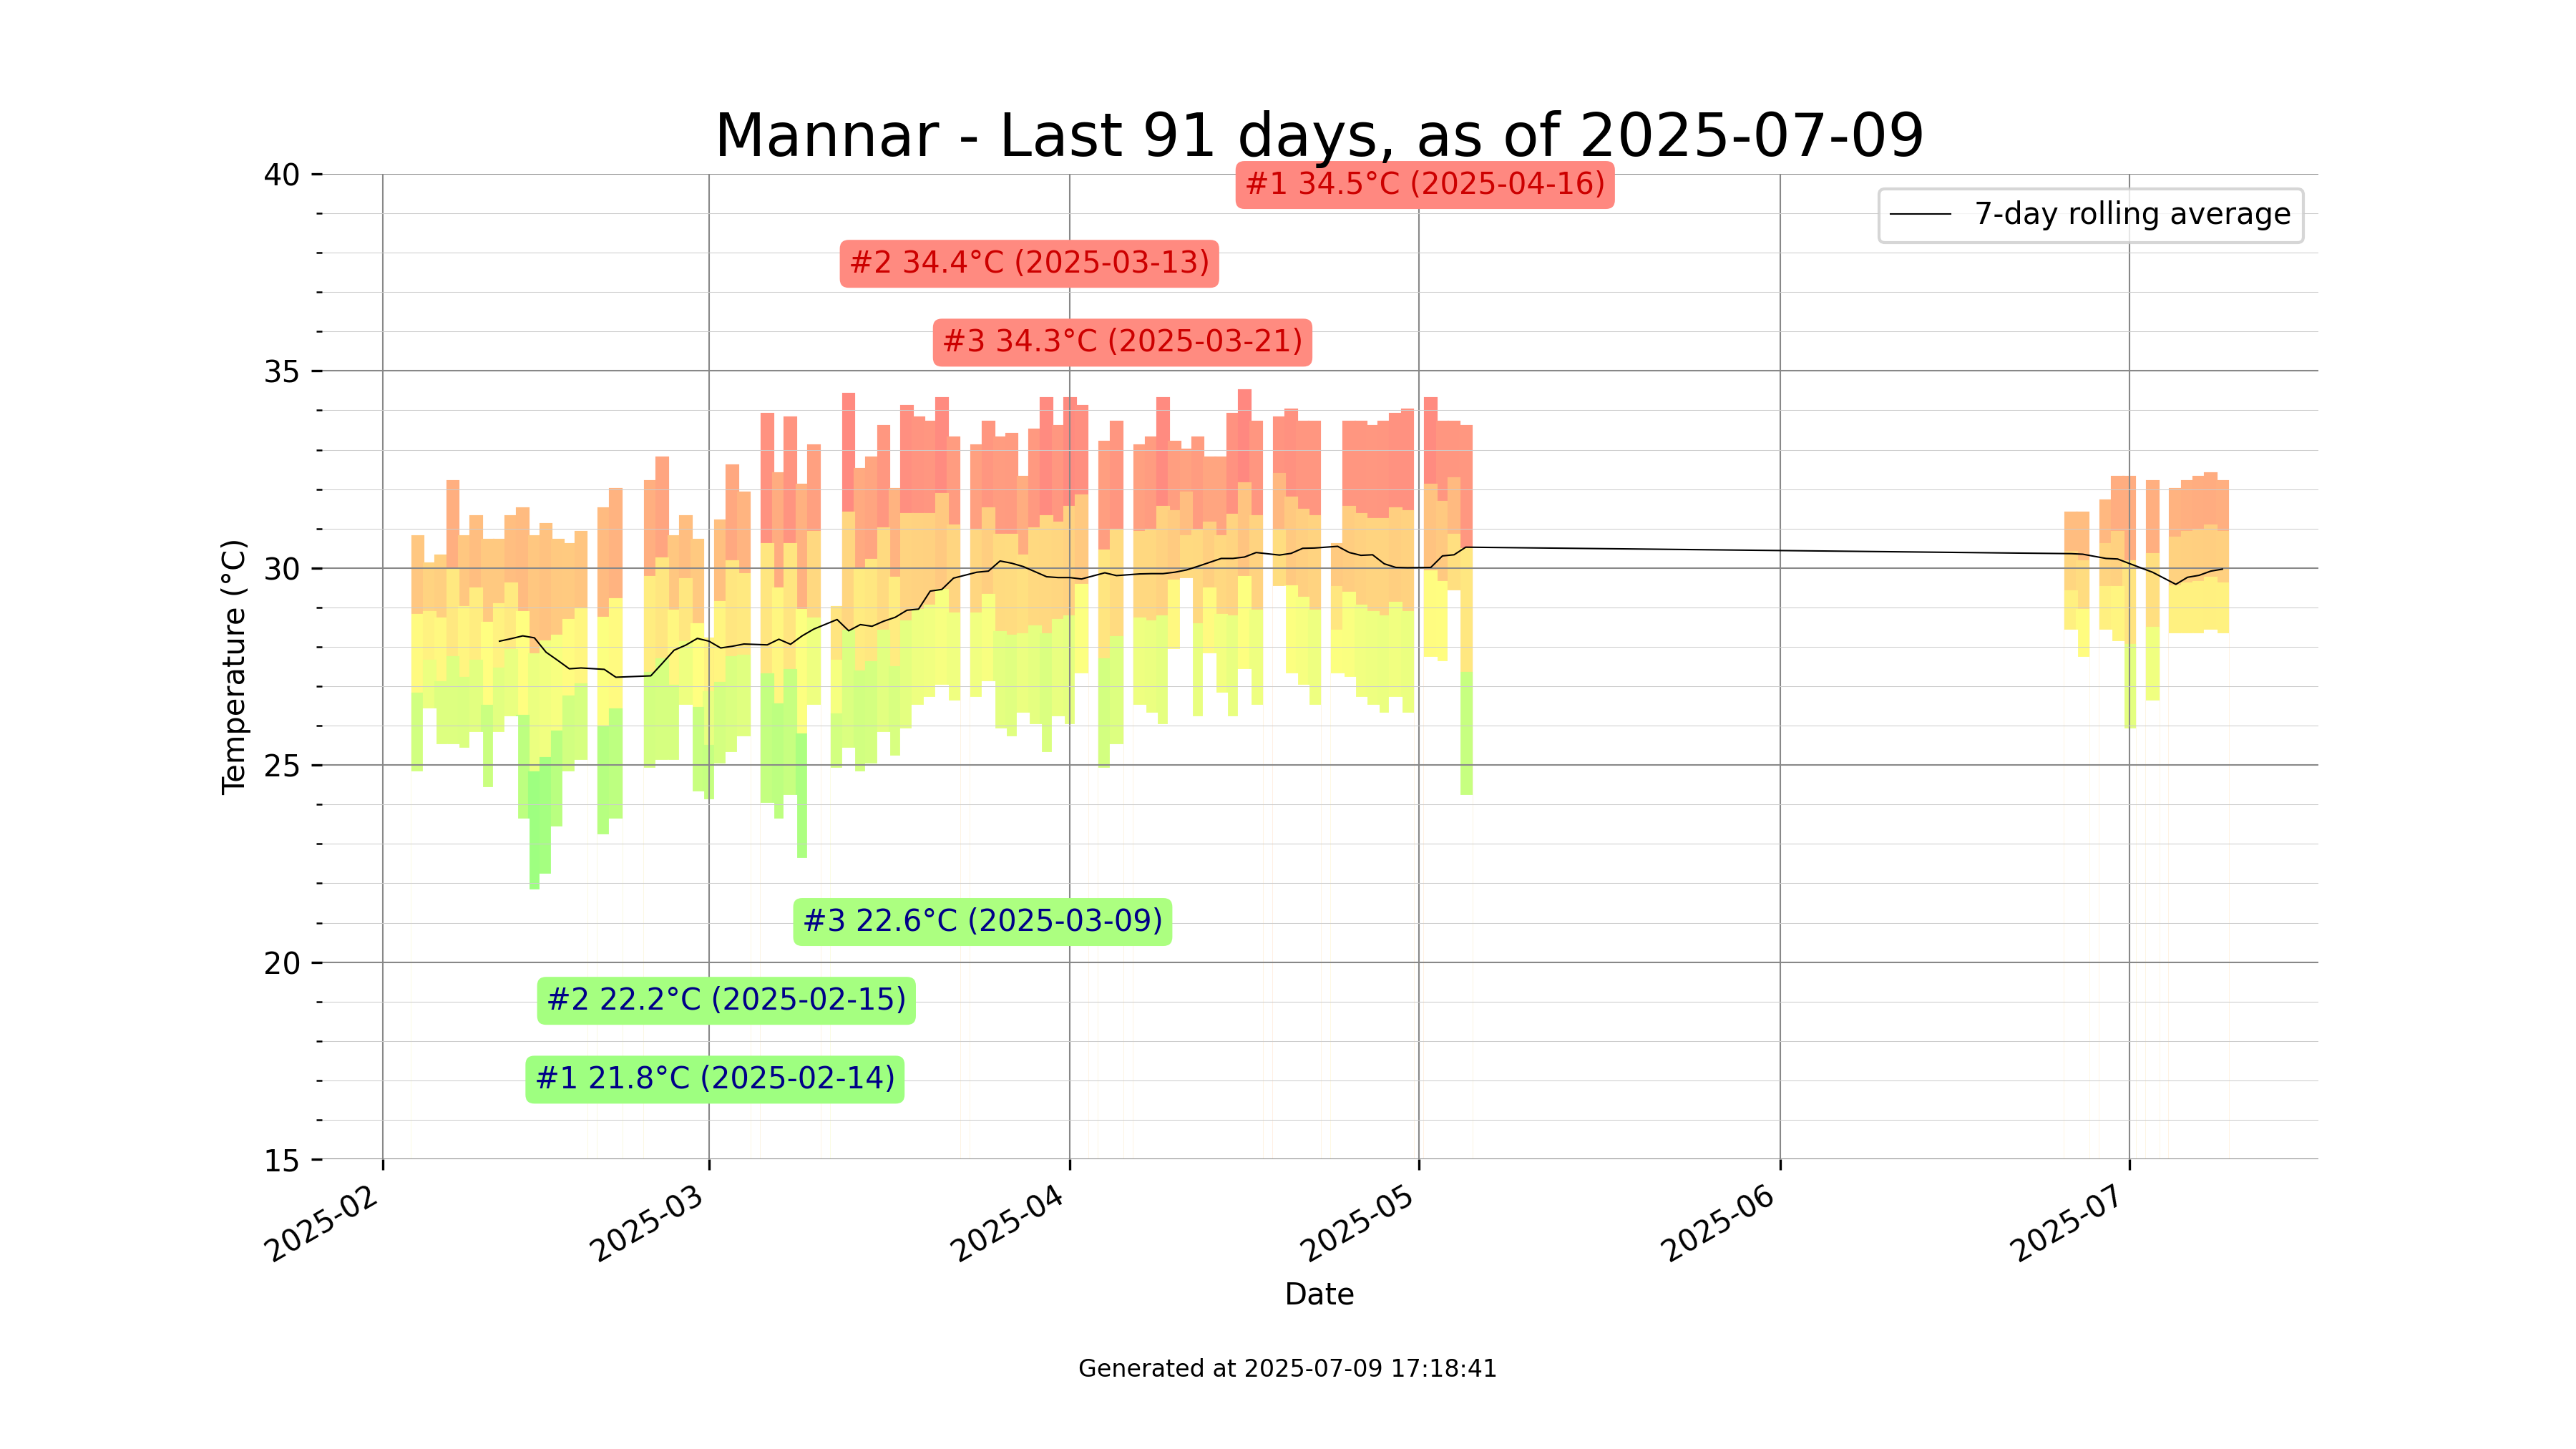 Mannar - Last 91 days, as of 2025-07-09
40
#1 34.5°C (2025-04-16)
7-day rolling average
#2 34.4°C (2025-03-13)
#3 34.3°C (2025-03-21)
35
30
Temperature (°C)
25
#3 22.6°C (2025-03-09)
20
#2 22.2°C (2025-02-15)
#1 21.8°C (2025-02-14)
15
2025-02
2025-03
2025-04
2025-05
2025-06
2025-07
Date
Generated at 2025-07-09 17:18:41